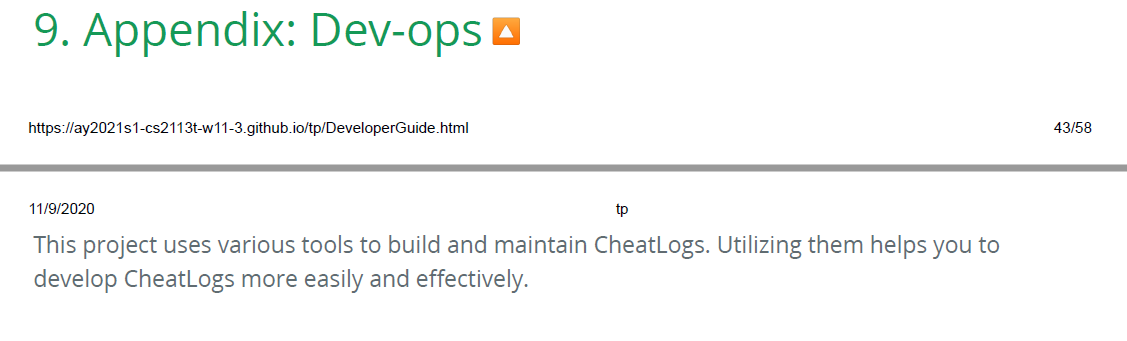 9. Appendix: Dev-ops
https://ay2021s1-cs2113t-w11-3.github.io/tp/DeveloperGuide.html 43/58
11/9/2020 tp
This project uses various tools to build and maintain CheatLogs. Utilizing them helps you to
develop CheatLogs more easily and effectively.